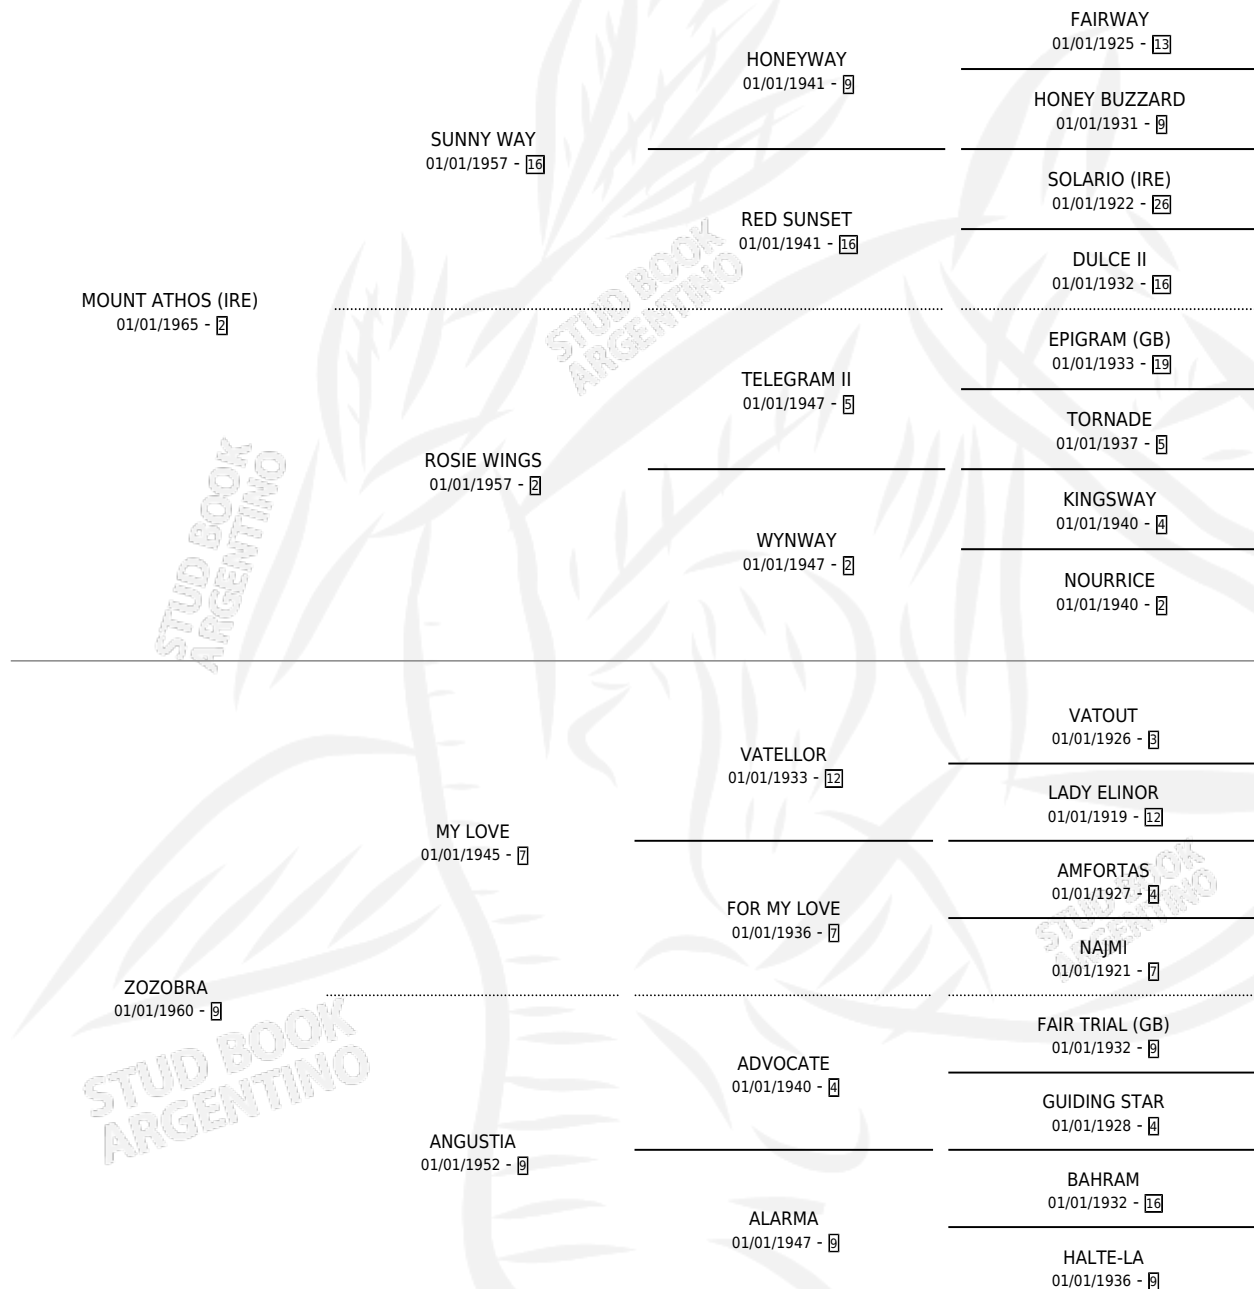 FAIRWAY
01/01/1925 - 13
HONEYWAY
01/01/1941 - 9
HONEY BUZZARD
01/01/1931 - 9
SUNNY WAY
01/01/1957 - 16
SOLARIO (IRE)
01/01/1922 - 26
RED SUNSET
01/01/1941 - 16
DULCE II
01/01/1932 - 16
MOUNT ATHOS (IRE)
01/01/1965 - 2
EPIGRAM (GB)
01/01/1933 - 19
TELEGRAM II
01/01/1947 - 5
TORNADE
01/01/1937 - 5
ROSIE WINGS
01/01/1957 - 2
KINGSWAY
01/01/1940 - 4
WYNWAY
01/01/1947 - 2
NOURRICE
01/01/1940 - 2
VATOUT
01/01/1926 - 3
VATELLOR
01/01/1933 - 12
LADY ELINOR
01/01/1919 - 12
MY LOVE
01/01/1945 - 7
AMFORTAS
01/01/1927 - 4
FOR MY LOVE
01/01/1936 - 7
NAJMI
01/01/1921 - 7
ZOZOBRA
01/01/1960 - 9
FAIR TRIAL (GB)
01/01/1932 - 9
ADVOCATE
01/01/1940 - 4
GUIDING STAR
01/01/1928 - 4
ANGUSTIA
01/01/1952 - 9
BAHRAM
01/01/1932 - 16
ALARMA
01/01/1947 - 9
HALTE-LA
01/01/1936 - 9
STUD BOOK
ARGENTINO
STUD BOOK
ARGENTINO
STUD BOOK
ARGENTINO
STUD BOOK
ARGENTINO